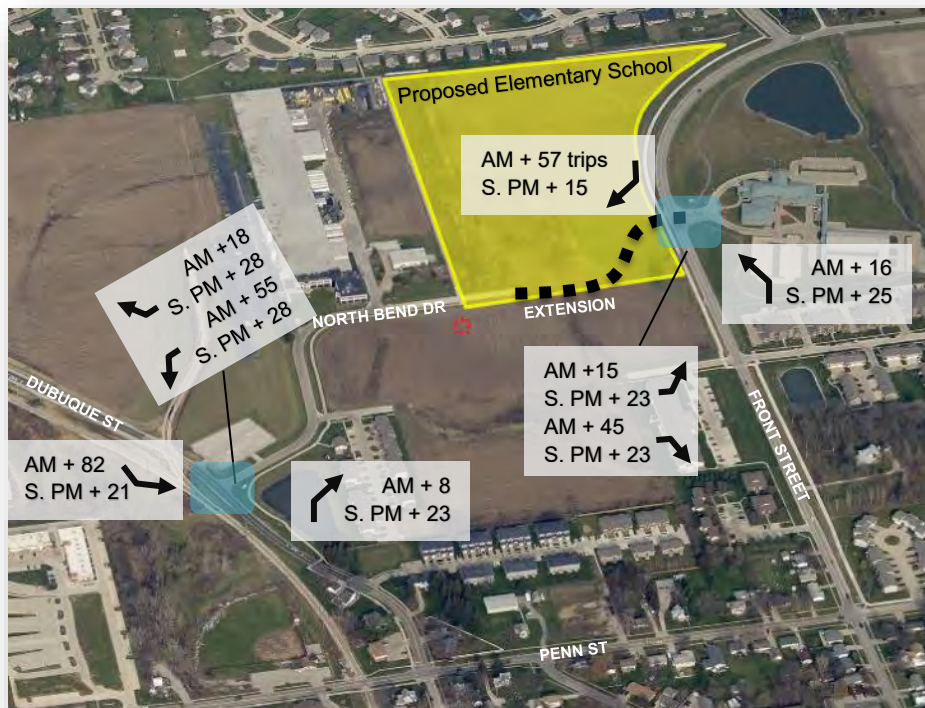 Proposed Elementary School
AM + 57 trips
S. PM + 15
AM +18
S. PM + 28
AM + 55
S. PM + 28
AM + 16
S. PM + 25
NORTH BEND DR
EXTENSION
AM +15
S. PM + 23
AM + 45
S. PM + 23
DUBUQUE ST
FRONT STREET
AM + 82
S. PM + 21
AM + 8
S. PM + 23
PENN ST